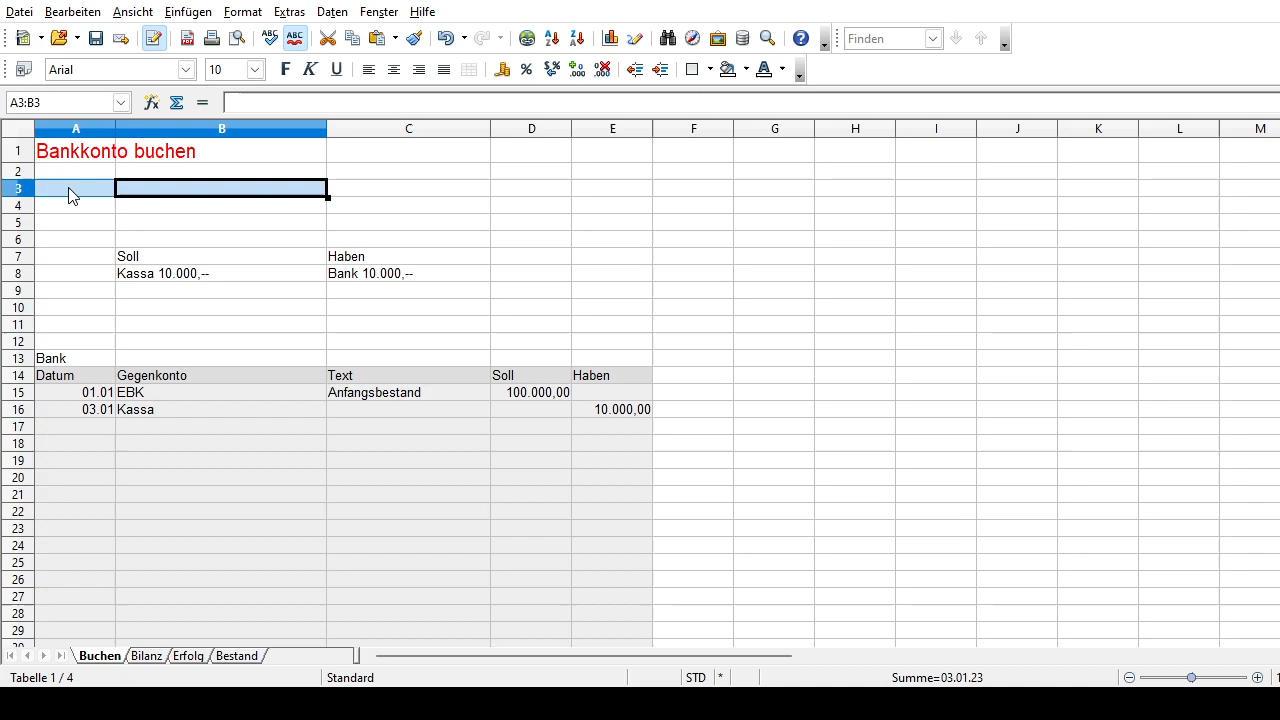 Datei Bearbeiten Ansicht Einfügen Format Extras Daten Fenster Hilfe
Finden
Arial 10 F K U
A3:B3
A B C D E F G H I J K L M
1 Bankkonto buchen
2
3
4
5
6
7 Soll Haben
8 Kassa 10.000,-- Bank 10.000,--
9
10
11
12
13 Bank
14 Datum Gegenkonto Text Soll Haben
15 01.01 EBK Anfangsbestand 100.000,00
16 03.01 Kassa 10.000,00
17
18
19
20
21
22
23
24
25
26
27
28
29
Buchen Bilanz Erfolg Bestand
Tabelle 1 / 4 Standard STD * Summe=03.01.23